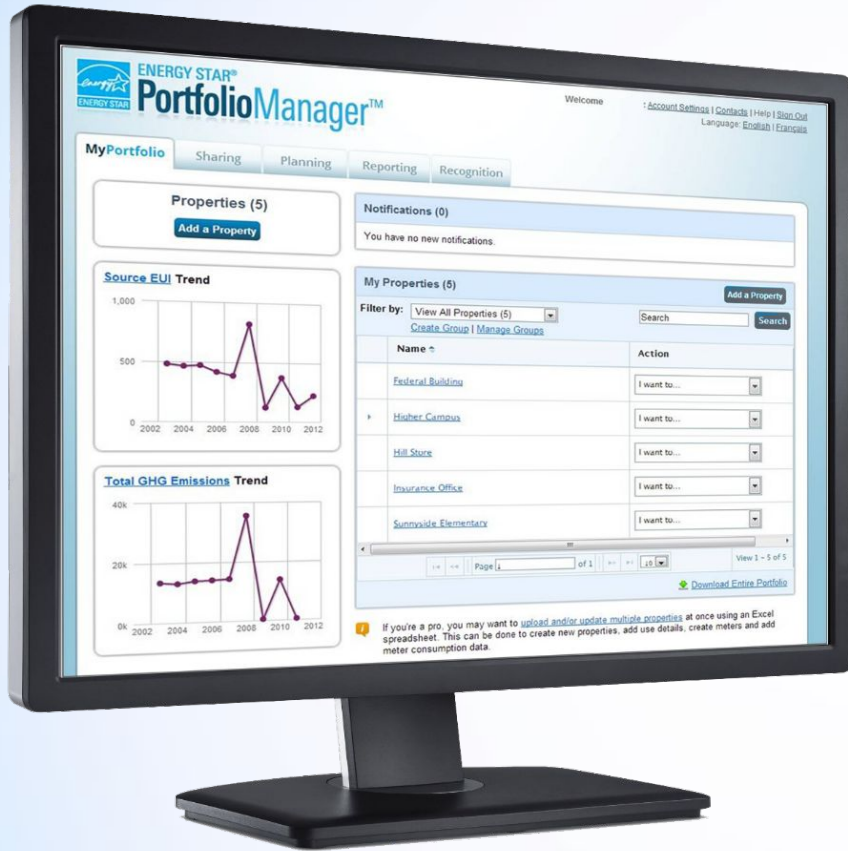 ENERGY STAR
ENERGY STAR®
PortfolioManager™
Welcome : Account Settings | Contacts | Help | Sign Out
Language: English | Français
MyPortfolio Sharing Planning Reporting Recognition
Properties (5)
Add a Property
Notifications (0)
You have no new notifications.
Source EUI Trend
1,000
500
0
2002 2004 2006 2008 2010 2012
Total GHG Emissions Trend
40k
20k
0k
2002 2004 2006 2008 2010 2012
My Properties (5)
Add a Property
Filter by: View All Properties (5) Search Search
Create Group | Manage Groups
Name Action
Federal Building I want to...
Higher Campus I want to...
Hill Store I want to...
Insurance Office I want to...
Sunnyside Elementary I want to...
Page 1 of 1 10 View 1 - 5 of 5
Download Entire Portfolio
If you're a pro, you may want to upload and/or update multiple properties at once using an Excel
spreadsheet. This can be done to create new properties, add use details, create meters and add
meter consumption data.